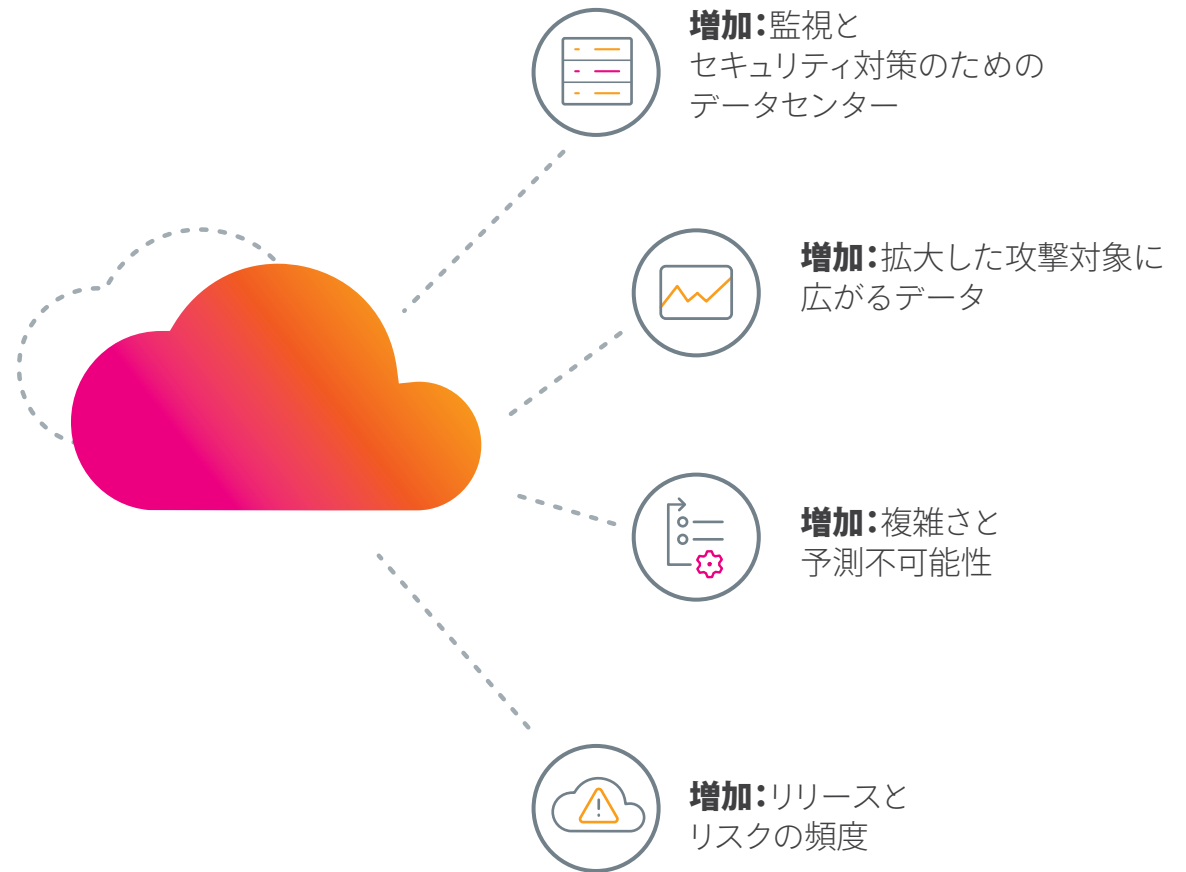 増加：監視と
セキュリティ対策のための
データセンター
増加：拡大した攻撃対象に
広がるデータ
増加：複雑さと
予測不可能性
増加：リリースと
リスクの頻度